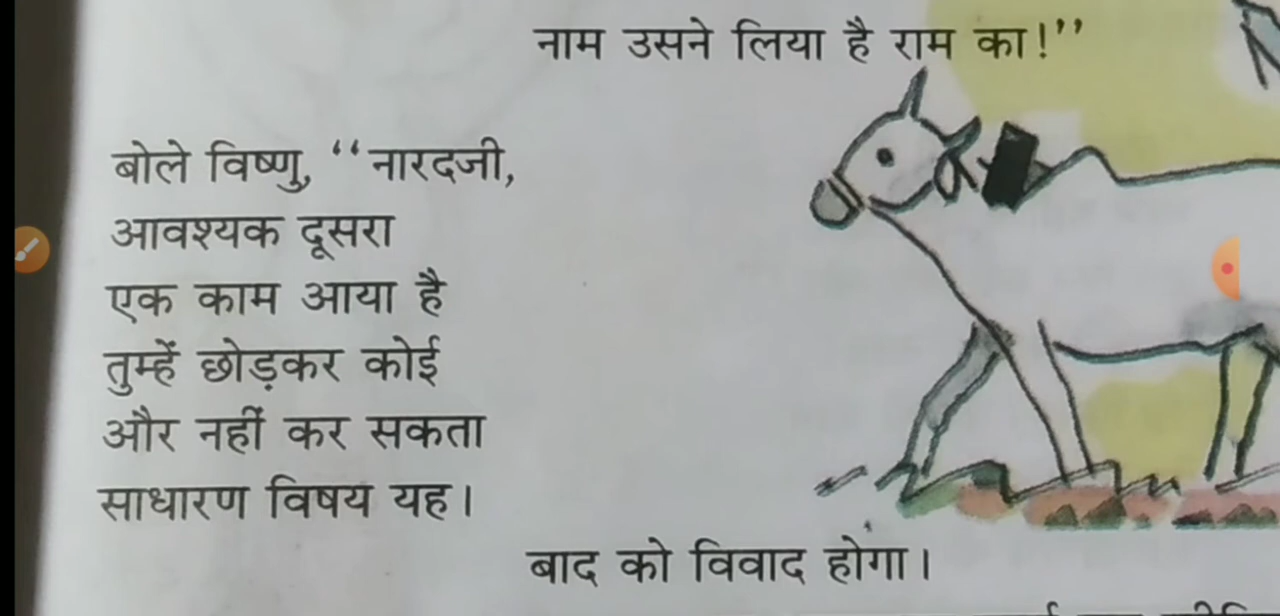 नाम उसने लिया है राम का!’’
बोले विष्णु, ‘‘नारदजी,
आवश्यक दूसरा
एक काम आया है
तुम्हें छोड़कर कोई
और नहीं कर सकता
साधारण विषय यह।
बाद को विवाद होगा।